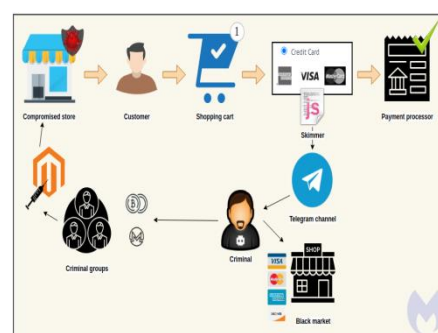 1
Credit Card
VISA
JS
Compromised store
Customer
Shopping cart
Skimmer
Payment processor
Telegram channel
SHOP
VISA
Criminal groups
Criminal
Black market